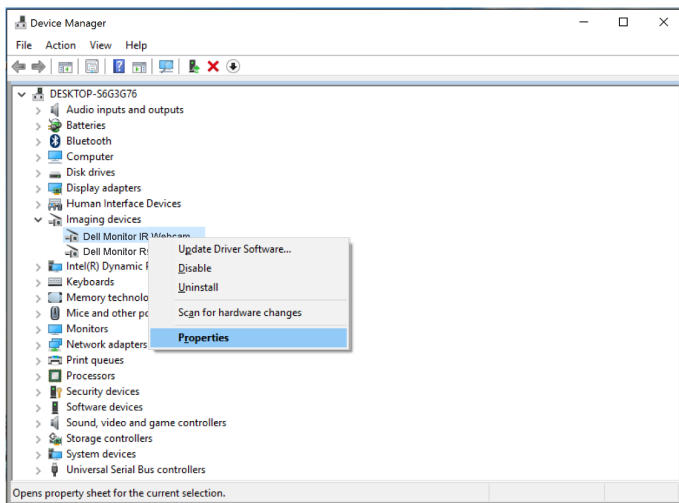 Device Manager
File Action View Help
DESKTOP-S6G3G76
Audio inputs and outputs
Batteries
Bluetooth
Computer
Disk drives
Display adapters
Human Interface Devices
Imaging devices
Dell Monitor IR Webcam
Dell Monitor
Intel(R) Dynamic
Keyboards
Memory
Mice and other
Monitors
Network adapters
Print queues
Processors
Security devices
Software devices
Sound, video and game controllers
Storage controllers
System devices
Universal Serial Bus controllers
Update Driver Software...
Disable
Uninstall
Scan for hardware changes
Properties
Opens property sheet for the current selection.